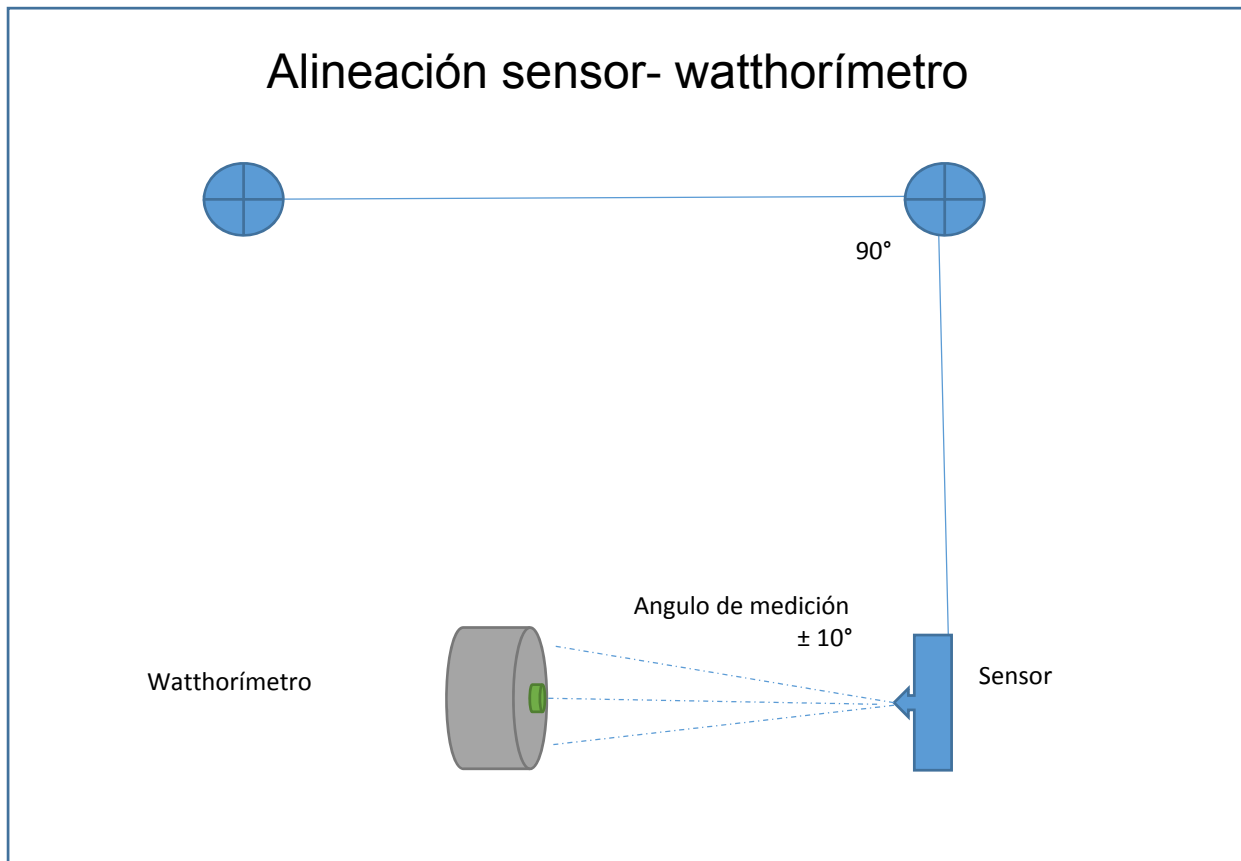 Alineación sensor- watthorímetro
90°
Angulo de medición
± 10°
Watthorímetro
Sensor